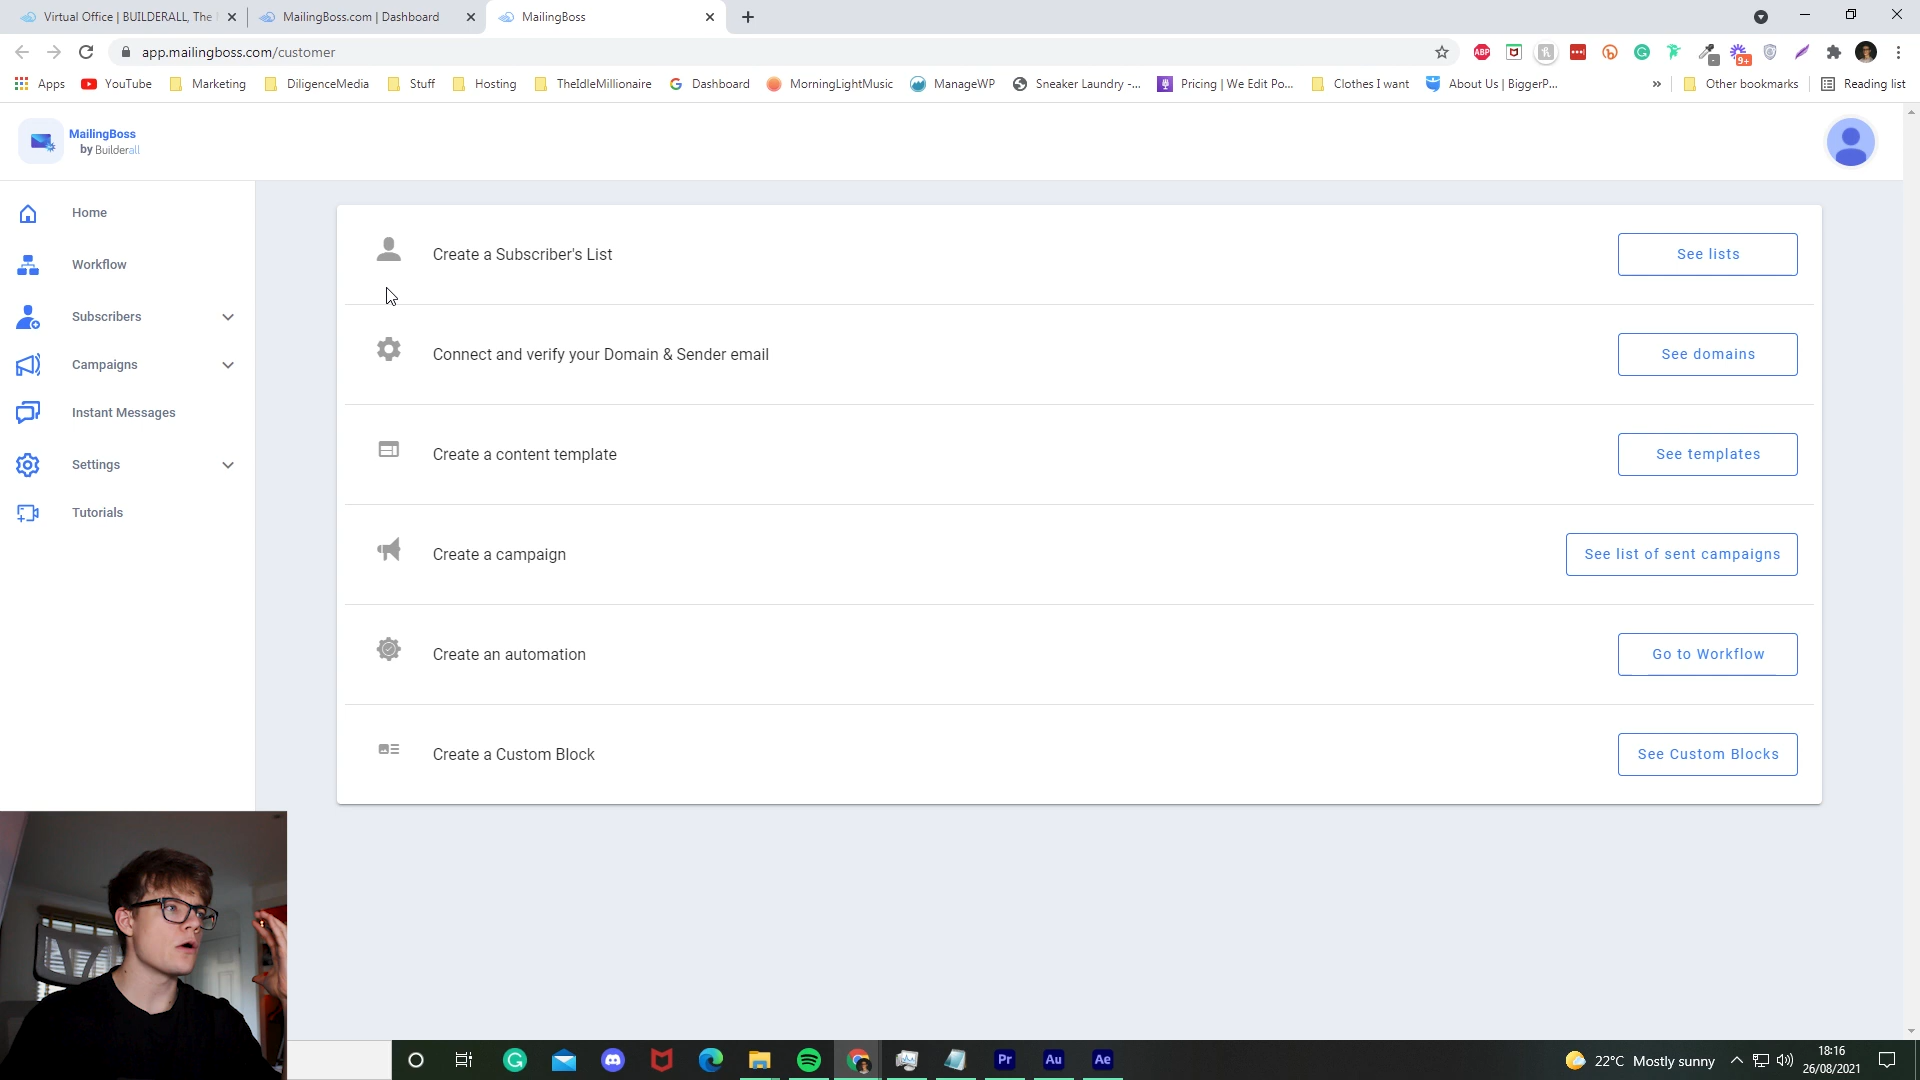 Virtual Office | BUILDERALL, The
MailingBoss.com | Dashboard
MailingBoss
app.mailingboss.com/customer
ABP
9+
Apps
YouTube
Marketing
DiligenceMedia
Stuff
Hosting
TheIdleMillionaire
Dashboard
MorningLightMusic
ManageWP
Sneaker Laundry -...
Pricing | We Edit Po...
Clothes I want
About Us | BiggerP...
»
Other bookmarks
Reading list
MailingBoss
by Builderall
Home
Workflow
Subscribers
Campaigns
Instant Messages
Settings
Tutorials
Create a Subscriber's List
See lists
Connect and verify your Domain & Sender email
See domains
Create a content template
See templates
Create a campaign
See list of sent campaigns
Create an automation
Go to Workflow
Create a Custom Block
See Custom Blocks
Pr
Au
Ae
22°C Mostly sunny
18:16
26/08/2021